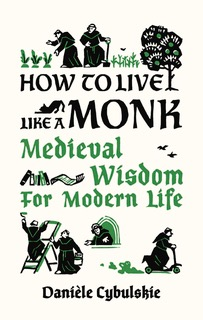 HOW TO LIVE
LIKE A MONK
Medieval
Wisdom
For Modern Life
Danièle Cybulskie